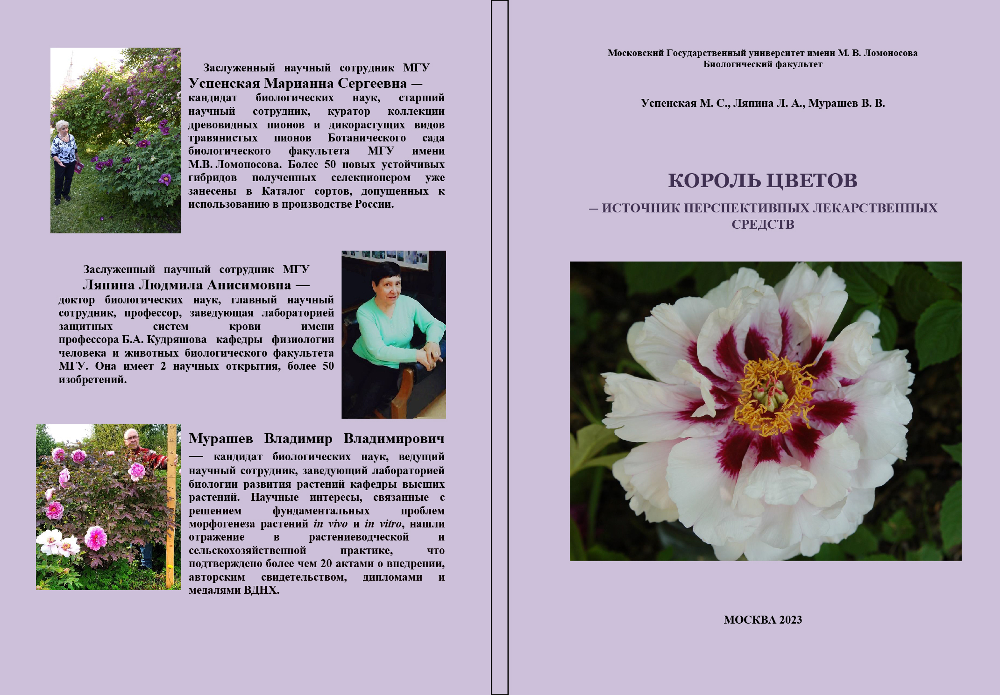 Заслуженный научный сотрудник МГУ
Успенская Марианна Сергеевна —
кандидат биологических наук, старший
научный сотрудник, куратор коллекции
древовидных пионов и дикорастущих видов
травянистых пионов Ботанического сада
биологического факультета МГУ имени
М.В. Ломоносова. Более 50 новых устойчивых
гибридов полученных селекционером уже
занесены в Каталог сортов, допущенных к
использованию в производстве России.
Заслуженный научный сотрудник МГУ
Ляпина Людмила Анисимовна —
доктор биологических наук, главный научный
сотрудник, профессор, заведующая лабораторией
защитных систем крови имени
профессора Б.А. Кудряшова кафедры физиологии
человека и животных биологического факультета
МГУ. Она имеет 2 научных открытия, более 50
изобретений.
Мурашев Владимир Владимирович
— кандидат биологических наук, ведущий
научный сотрудник, заведующий лабораторией
биологии развития растений кафедры высших
растений. Научные интересы, связанные с
решением фундаментальных проблем
морфогенеза растений in vivo и in vitro, нашли
отражение в растениеводческой и
сельскохозяйственной практике, что
подтверждено более чем 20 актами о внедрении,
авторским свидетельством, дипломами и
медалями ВДНХ.
Московский Государственный университет имени М. В. Ломоносова
Биологический факультет
Успенская М. С., Ляпина Л. А., Мурашев В. В.
КОРОЛЬ ЦВЕТОВ
— ИСТОЧНИК ПЕРСПЕКТИВНЫХ ЛЕКАРСТВЕННЫХ
СРЕДСТВ
МОСКВА 2023